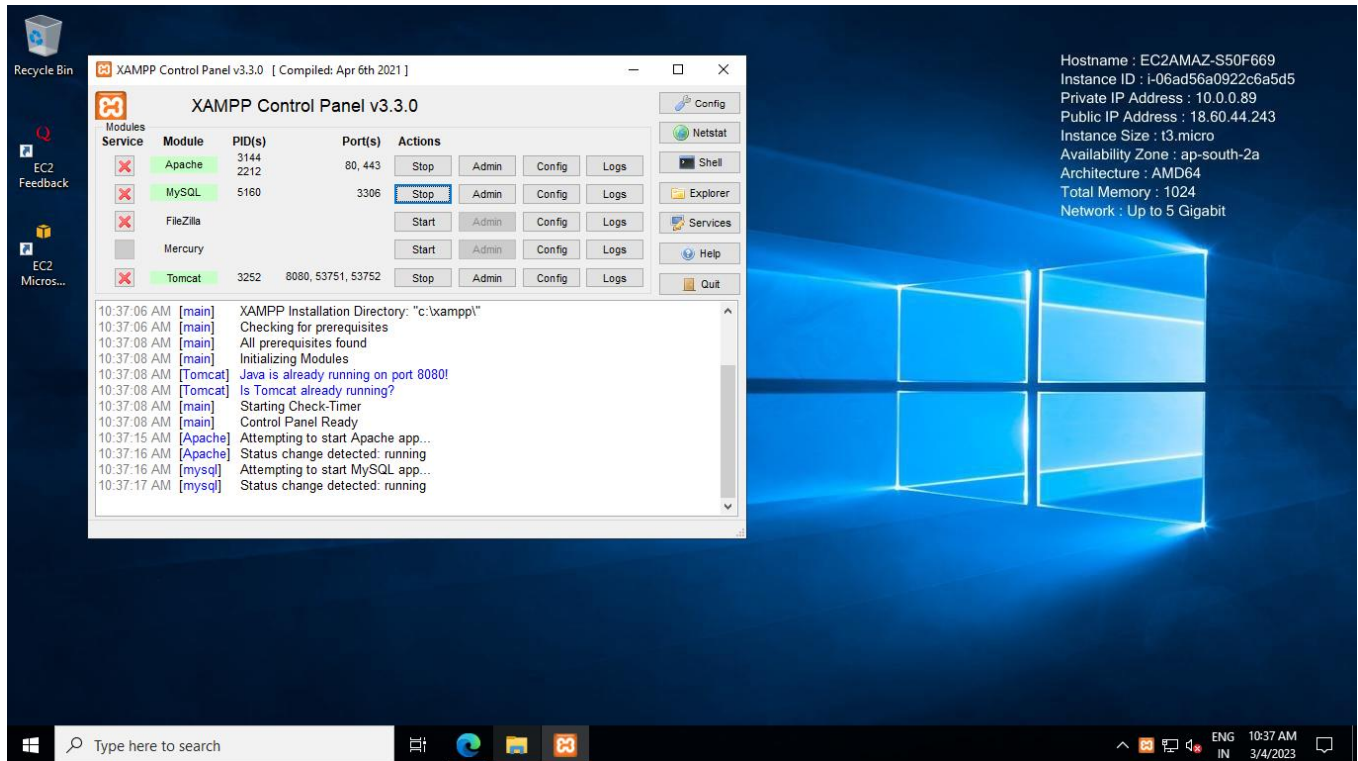 Recycle Bin
EC2
Feedback
EC2
Micros...
XAMPP Control Panel v3.3.0 [ Compiled: Apr 6th 2021 ]
XAMPP Control Panel v3.3.0
Config
Modules
Service Module PID(s) Port(s) Actions
Netstat
Apache 3144 80, 443 Stop Admin Config Logs
2212
Shell
MySQL 5160 3306 Stop Admin Config Logs
Explorer
FileZilla Start Admin Config Logs
Services
Mercury Start Admin Config Logs
Help
Tomcat 3252 8080, 53751, 53752 Stop Admin Config Logs
Quit
10:37:06 AM [main] XAMPP Installation Directory: "c:\xampp\"
10:37:06 AM [main] Checking for prerequisites
10:37:08 AM [main] All prerequisites found
10:37:08 AM [main] Initializing Modules
10:37:08 AM [Tomcat] Java is already running on port 8080!
10:37:08 AM [Tomcat] Is Tomcat already running?
10:37:08 AM [main] Starting Check-Timer
10:37:08 AM [main] Control Panel Ready
10:37:15 AM [Apache] Attempting to start Apache app...
10:37:16 AM [Apache] Status change detected: running
10:37:16 AM [mysql] Attempting to start MySQL app...
10:37:17 AM [mysql] Status change detected: running
Hostname : EC2AMAZ-S50F669
Instance ID : i-06ad56a0922c6a5d5
Private IP Address : 10.0.0.89
Public IP Address : 18.60.44.243
Instance Size : t3.micro
Availability Zone : ap-south-2a
Architecture : AMD64
Total Memory : 1024
Network : Up to 5 Gigabit
Type here to search
ENG
IN
10:37 AM
3/4/2023